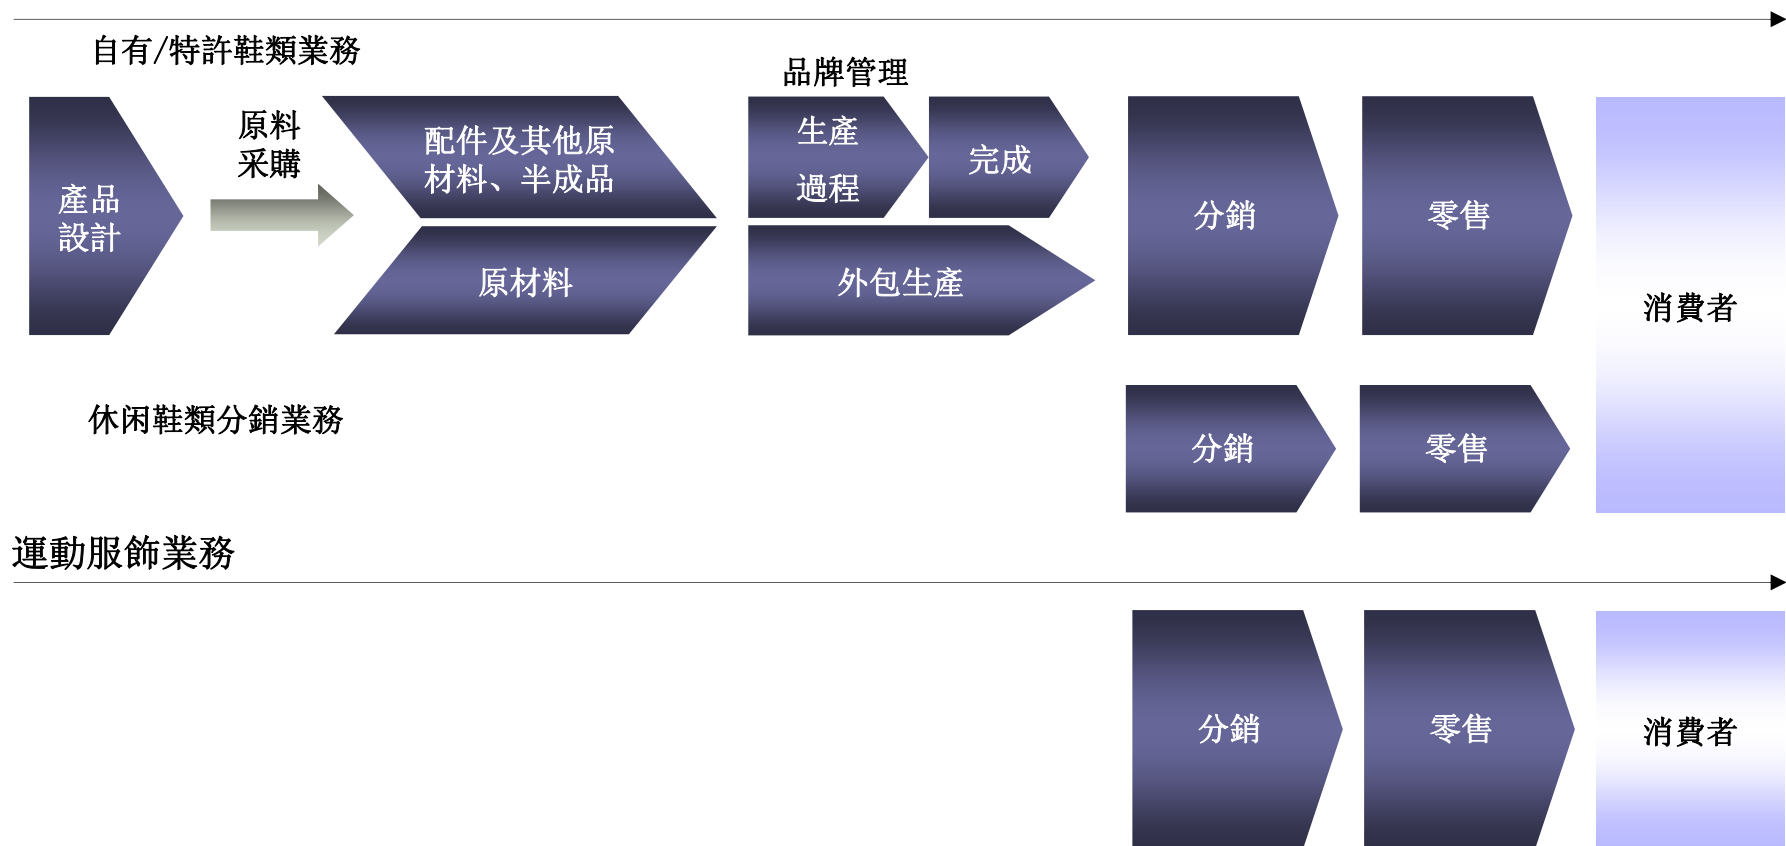 自有/特許鞋類業務
品牌管理
產品
設計
原料
采購
配件及其他原
材料、半成品
原材料
生產
過程
完成
外包生產
分銷
零售
消費者
休闲鞋類分銷業務
分銷
零售
運動服飾業務
分銷
零售
消費者